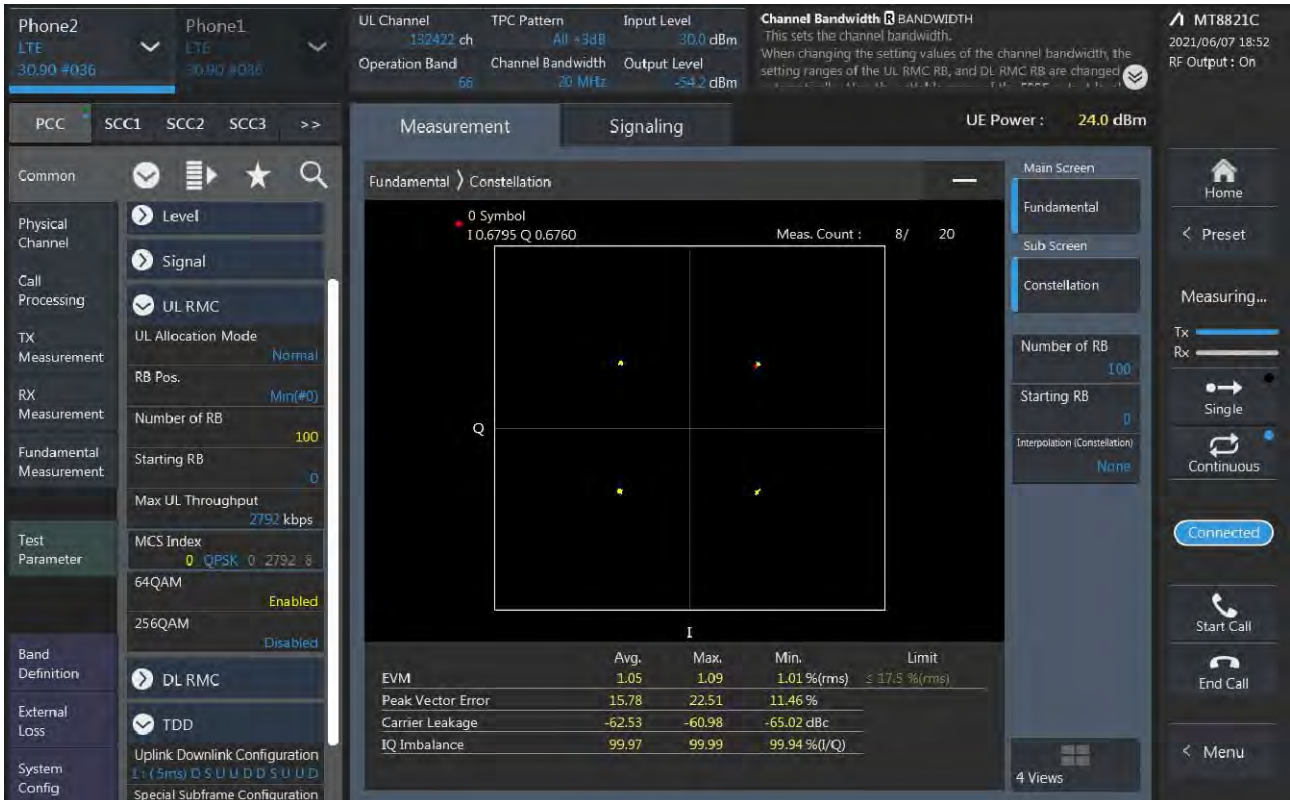 Phone2
LTE
30.90 #036
Phone1
LTE
30.90 #036
UL Channel
132422 ch
Operation Band
66
TPC Pattern
All +3dB
Channel Bandwidth
20 MHz
Input Level
30.0 dBm
Output Level
-54.2 dBm
Channel Bandwidth R BANDWIDTH
This sets the channel bandwidth.
When changing the setting values of the channel bandwidth, the
setting ranges of the UL RMC RB, and DL RMC RB are changed
MT8821C
2021/06/07 18:52
RF Output : On
PCC SCC1 SCC2 SCC3 >>
Measurement
Signaling
UE Power : 24.0 dBm
Common
Physical
Channel
Call
Processing
TX
Measurement
RX
Measurement
Fundamental
Measurement
Test
Parameter
Band
Definition
External
Loss
System
Config
Level
Signal
UL RMC
UL Allocation Mode
Normal
RB Pos.
Min(#0)
Number of RB
100
Starting RB
0
Max UL Throughput
2792 kbps
MCS Index
0 QPSK 0 2792 8
64QAM
Enabled
256QAM
Disabled
DL RMC
TDD
Uplink Downlink Configuration
1 : (5ms) D S U U D D S U U D
Special Subframe Configuration
Fundamental > Constellation
0 Symbol
I 0.6795 Q 0.6760
Meas. Count : 8/ 20
Q
I
Avg. Max. Min. Limit
EVM 1.05 1.09 1.01 %(rms) ≤ 17.5 %(rms)
Peak Vector Error 15.78 22.51 11.46 %
Carrier Leakage -62.53 -60.98 -65.02 dBc
IQ Imbalance 99.97 99.99 99.94 %(I/Q)
Main Screen
Fundamental
Sub Screen
Constellation
Number of RB
100
Starting RB
0
Interpolation (Constellation)
None
4 Views
Home
< Preset
Measuring...
Tx
Rx
Single
Continuous
Connected
Start Call
End Call
< Menu